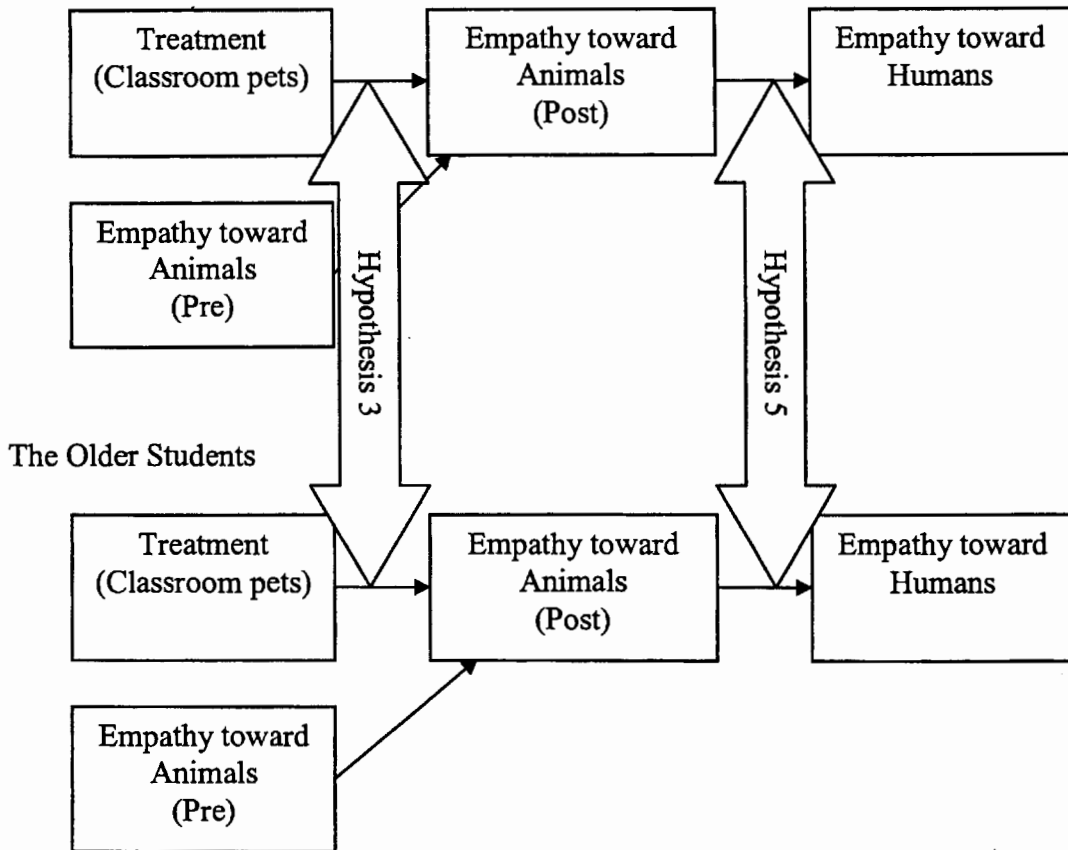 Treatment
(Classroom pets)
Empathy toward
Animals
(Post)
Empathy toward
Humans
Empathy toward
Animals
(Pre)
Hypothesis 3
Hypothesis 5
The Older Students
Treatment
(Classroom pets)
Empathy toward
Animals
(Post)
Empathy toward
Humans
Empathy toward
Animals
(Pre)